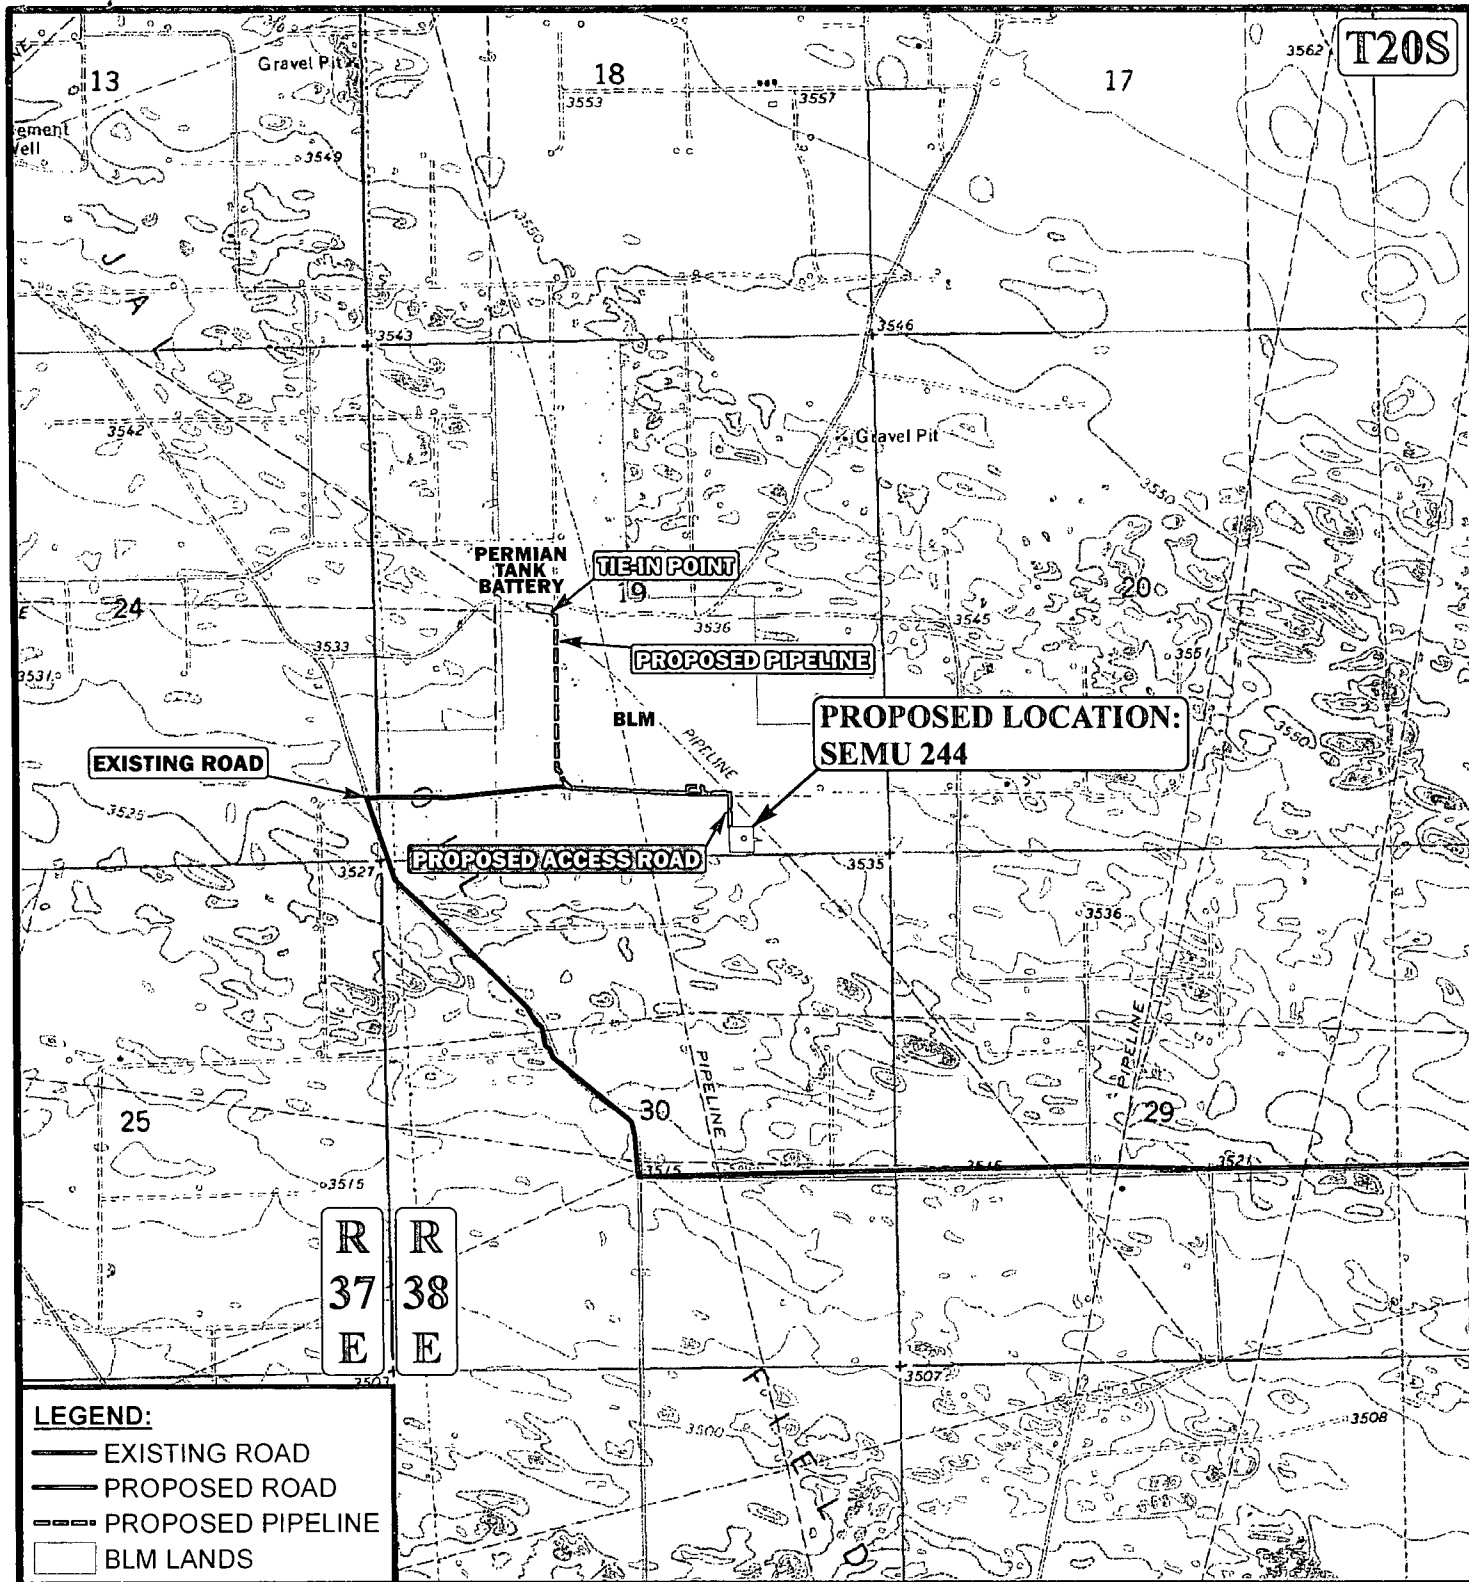 T20S
3562
Gravel Pit
13
18
17
3553
3557
ement
Vell
3549
3550
J
A
L
3543
3546
3542
Gravel Pit
3550
PERMIAN
TANK
BATTERY
TIE-IN POINT
19
24
20
3536
3545
3533
3551
3531
PROPOSED PIPELINE
BLM
PROPOSED LOCATION:
SEMU 244
PIPELINE
3550
EXISTING ROAD
3525
PROPOSED ACCESS ROAD
3527
3535
3536
3525
PIPELINE
PIPELINE
25
30
29
3515
3521
3515
R
37
E
R
38
E
3507
F I E L D
3500
3508
LEGEND:
EXISTING ROAD
PROPOSED ROAD
PROPOSED PIPELINE
BLM LANDS